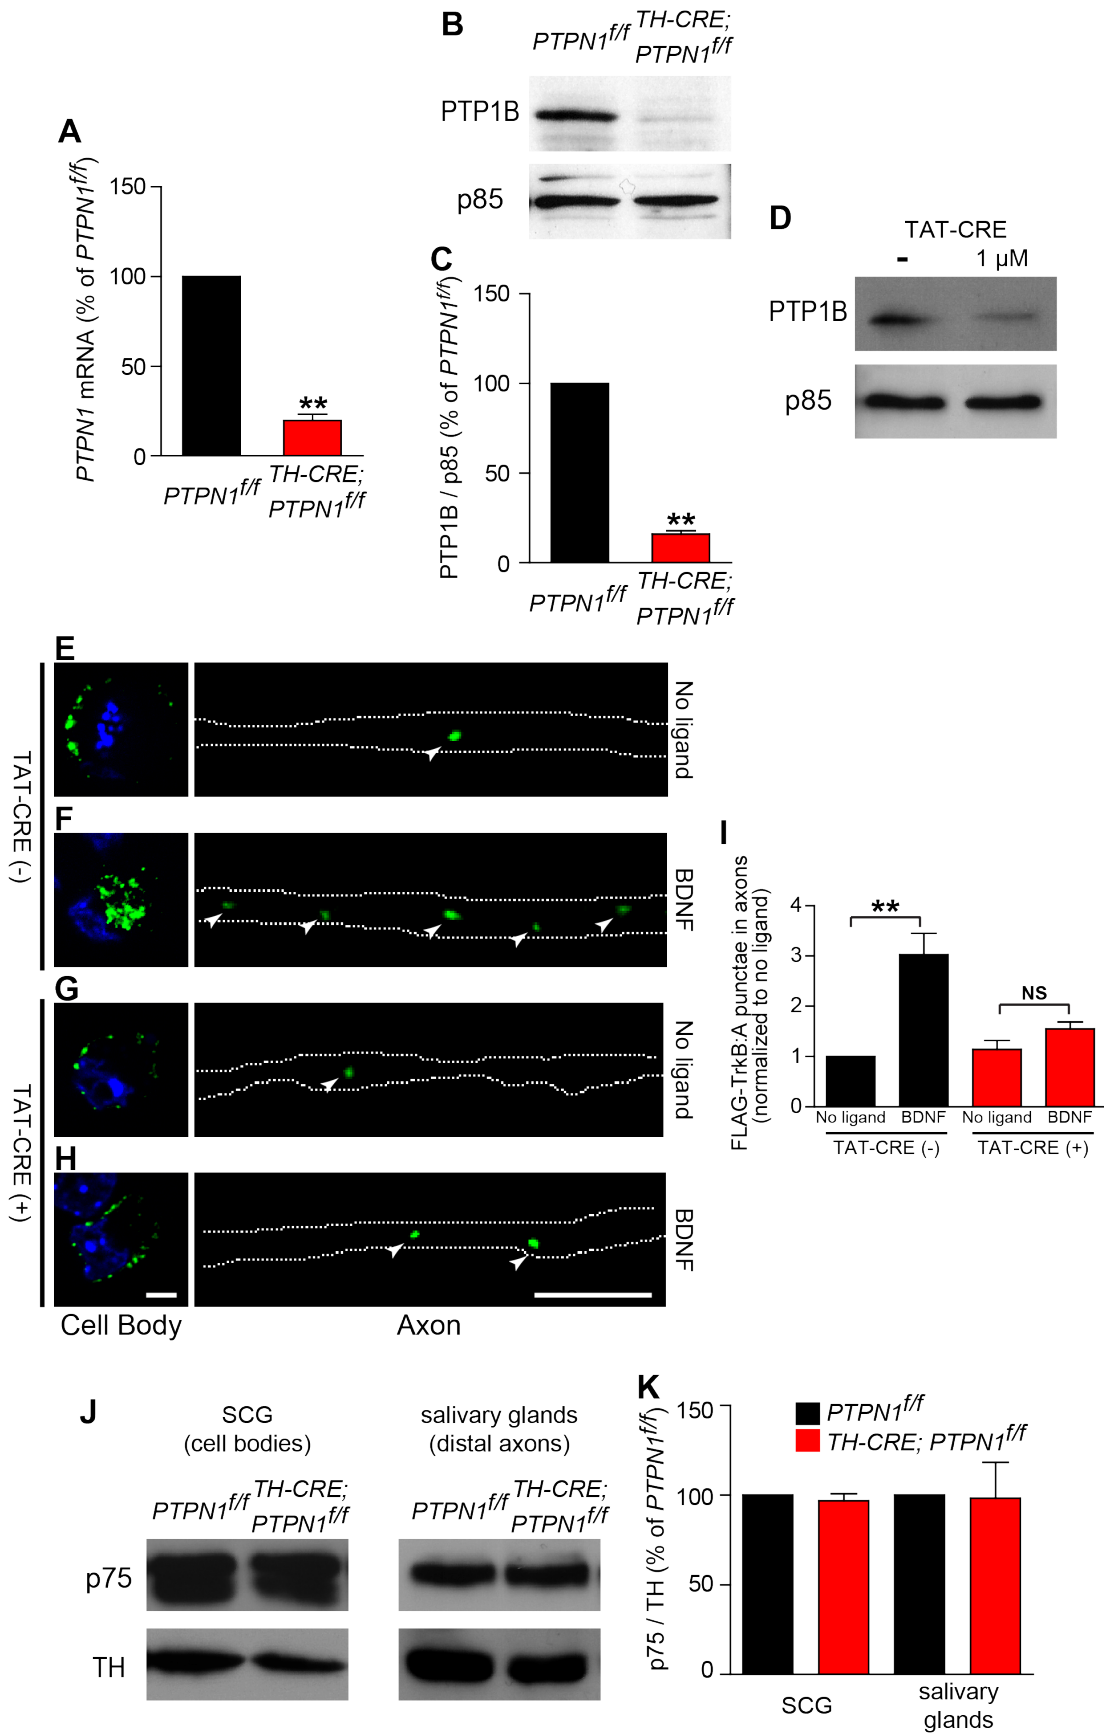 A
PTPN1 mRNA (% of PTPN1f/f)
150
100
50
0
**
PTPN1f/f
TH-CRE;
PTPN1f/f
B
PTPN1f/f
TH-CRE;
PTPN1f/f
PTP1B
p85
C
PTP1B / p85 (% of PTPN1f/f)
150
100
50
0
**
PTPN1f/f
TH-CRE;
PTPN1f/f
D
TAT-CRE
-
1 µM
PTP1B
p85
TAT-CRE (-)
E
No ligand
F
BDNF
TAT-CRE (+)
G
No ligand
H
BDNF
Cell Body
Axon
I
FLAG-TrkB:A punctae in axons
(normalized to no ligand)
4
3
2
1
0
**
NS
No ligand
BDNF
No ligand
BDNF
TAT-CRE (-)
TAT-CRE (+)
J
SCG
(cell bodies)
salivary glands
(distal axons)
PTPN1f/f
TH-CRE;
PTPN1f/f
PTPN1f/f
TH-CRE;
PTPN1f/f
p75
TH
K
p75 / TH (% of PTPN1f/f)
150
100
50
0
PTPN1f/f
TH-CRE; PTPN1f/f
SCG
salivary
glands